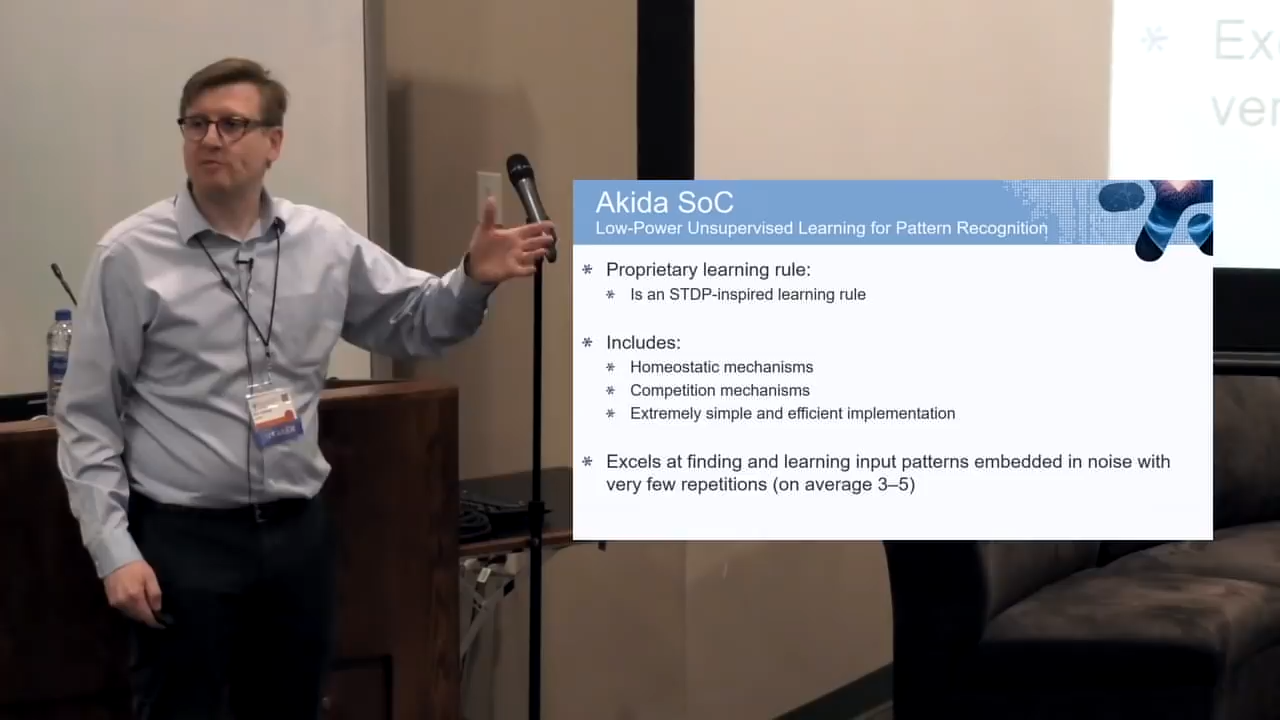 Akida SoC
Low-Power Unsupervised Learning for Pattern Recognition
* Proprietary learning rule:
* Is an STDP-inspired learning rule
* Includes:
* Homeostatic mechanisms
* Competition mechanisms
* Extremely simple and efficient implementation
* Excels at finding and learning input patterns embedded in noise with
very few repetitions (on average 3–5)
* Ex
ver